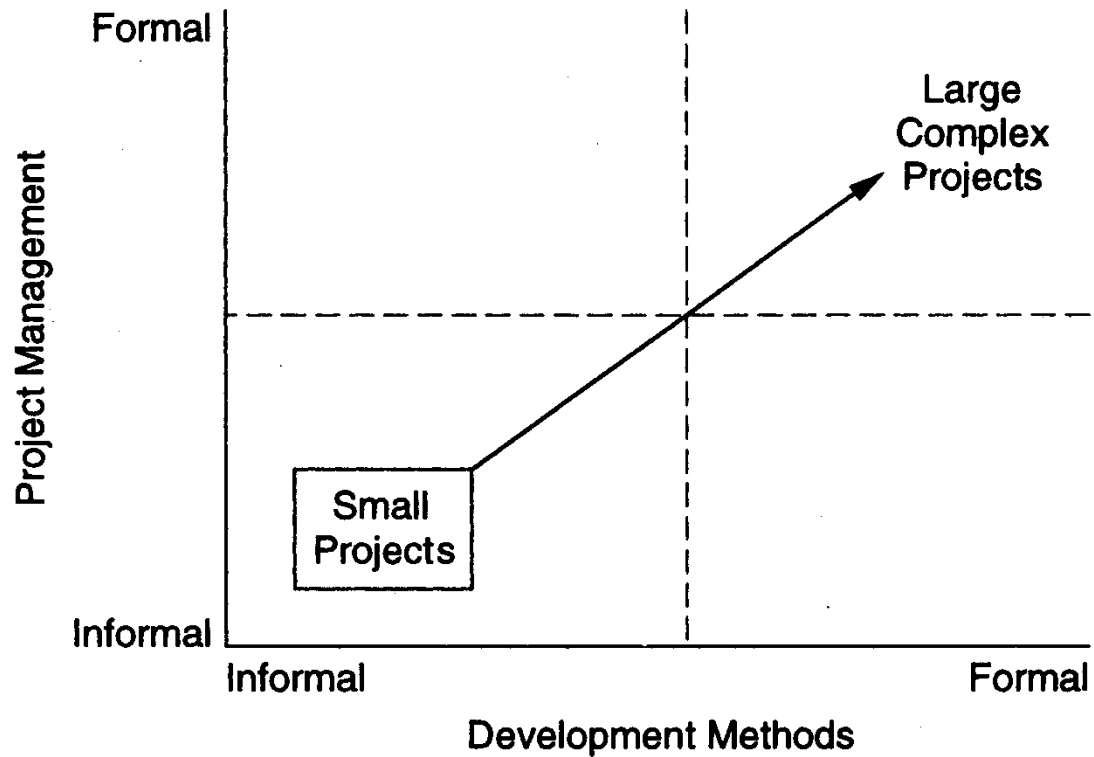 Formal
Large
Complex
Projects
Project Management
Small
Projects
Informal
Informal
Formal
Development Methods